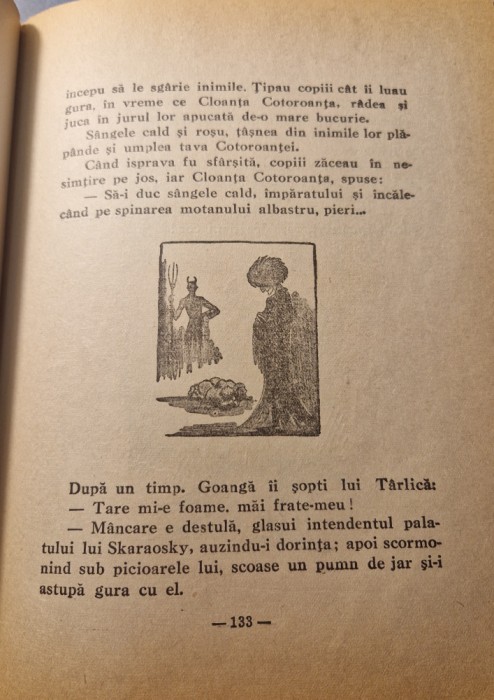 începu să le sgârie inimile. Țipau copiii cât îi luau
gura, în vreme ce Cloanța Cotoroanța, râdea și
juca în jurul lor apucată de-o mare bucurie.
Sângele cald și roșu, țâșnea din inimile lor plă-
pânde și umplea tava Cotoroanței.
Când isprava fu sfârșită, copiii zăceau în ne-
simțire pe jos, iar Cloanța Cotoroanța, spuse:
— Să-i duc sângele cald, împăratului și încăle-
când pe spinarea motanului albastru, pieri...
După un timp. Goangă îi șopti lui Târlică:
— Tare mi-e foame. măi frate-meu!
— Mâncare e destulă, glasui intendentul pala-
tului lui Skaraosky, auzindu-i dorința; apoi scormo-
nind sub picioarele lui, scoase un pumn de jar și-i
astupă gura cu el.
— 133 —